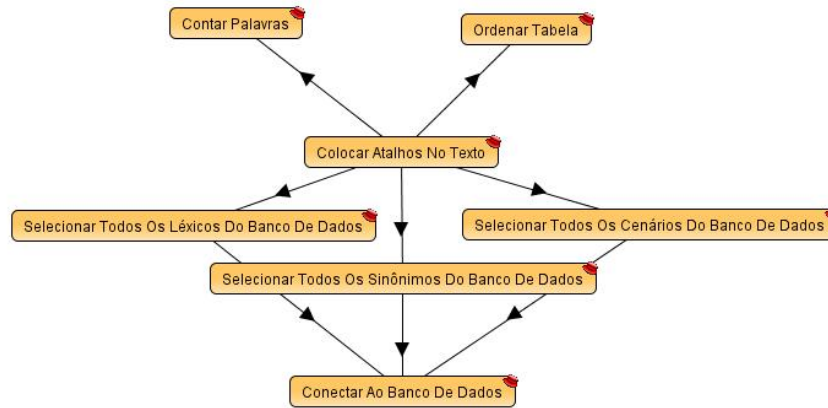 Contar Palavras
Ordenar Tabela
Colocar Atalhos No Texto
Selecionar Todos Os Léxicos Do Banco De Dados
Selecionar Todos Os Cenários Do Banco De Dados
Selecionar Todos Os Sinônimos Do Banco De Dados
Conectar Ao Banco De Dados